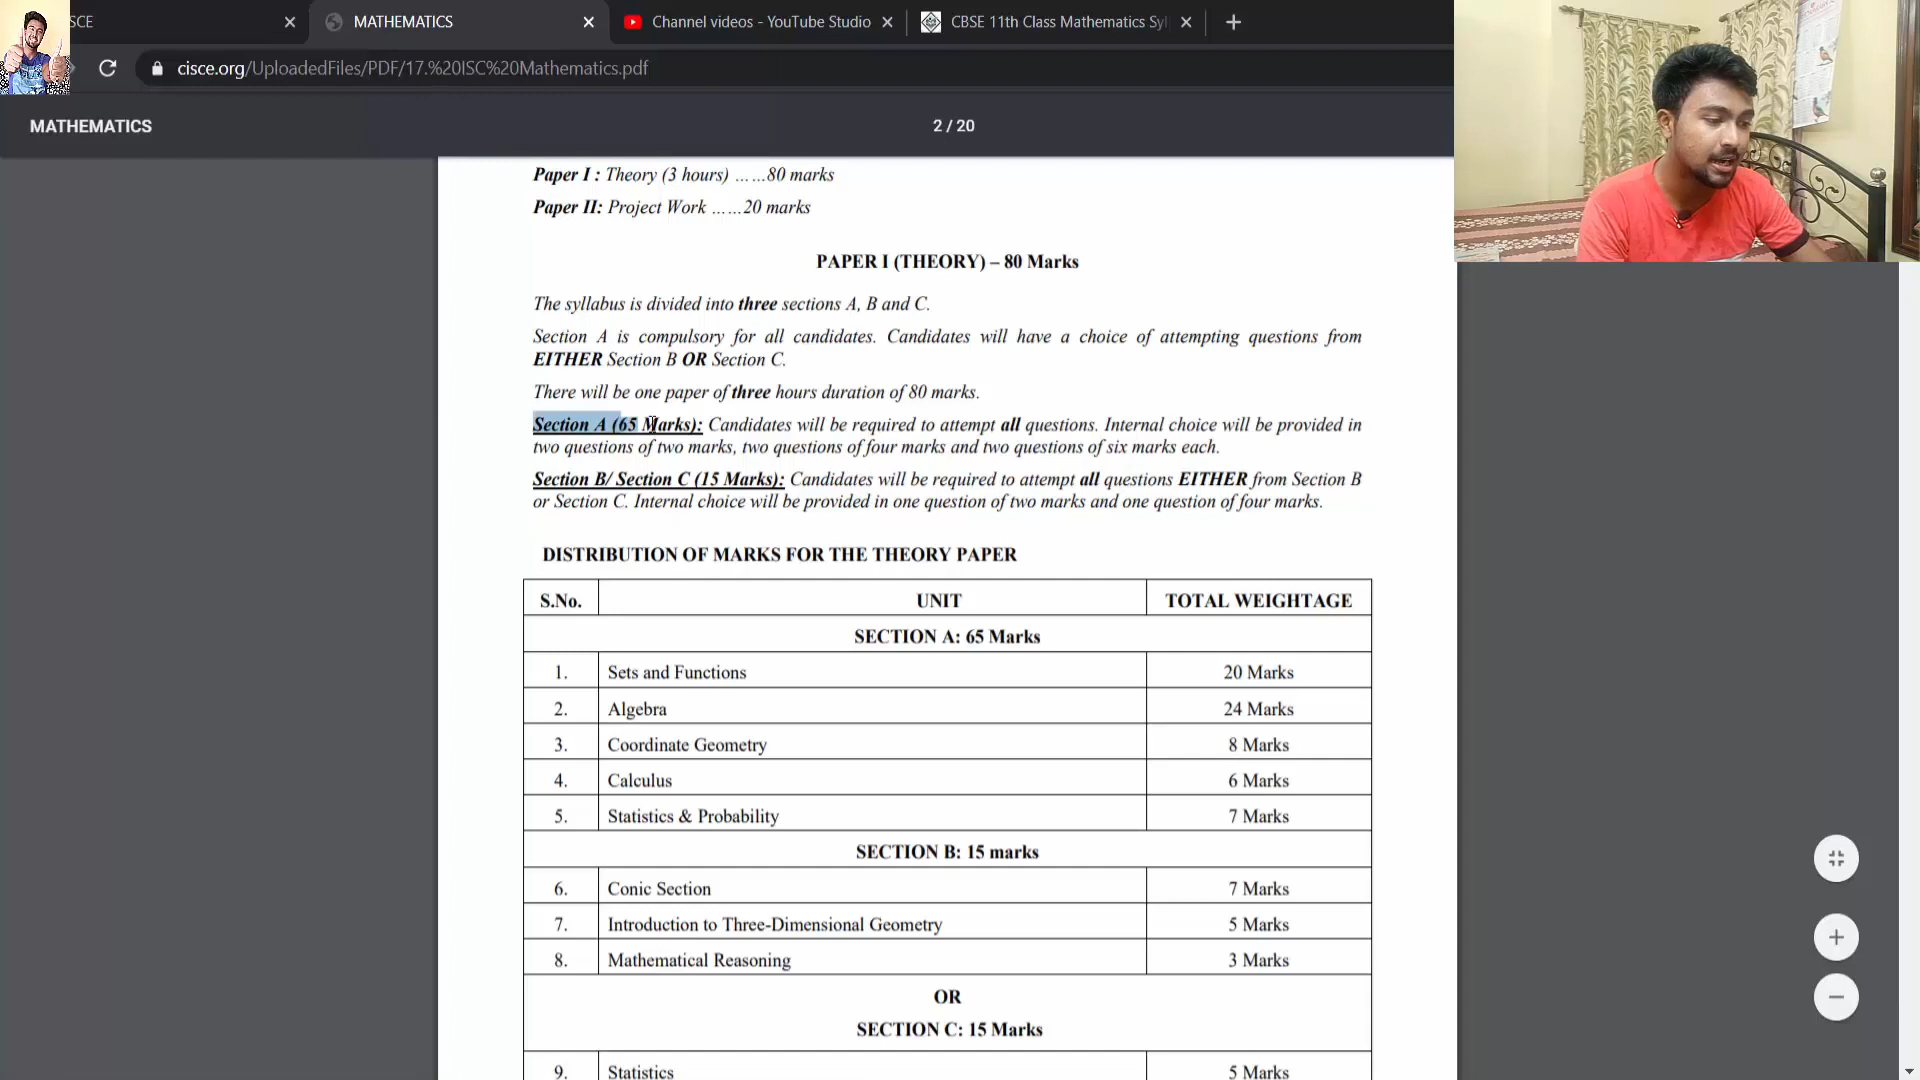 SCE
MATHEMATICS
Channel videos - YouTube Studio
CBSE 11th Class Mathematics Syl
cisce.org/UploadedFiles/PDF/17.%20ISC%20Mathematics.pdf
MATHEMATICS
2 / 20
Paper I : Theory (3 hours) ……80 marks
Paper II: Project Work ……20 marks
PAPER I (THEORY) – 80 Marks
The syllabus is divided into three sections A, B and C.
Section A is compulsory for all candidates. Candidates will have a choice of attempting questions from
EITHER Section B OR Section C.
There will be one paper of three hours duration of 80 marks.
Section A (65 Marks): Candidates will be required to attempt all questions. Internal choice will be provided in
two questions of two marks, two questions of four marks and two questions of six marks each.
Section B/ Section C (15 Marks): Candidates will be required to attempt all questions EITHER from Section B
or Section C. Internal choice will be provided in one question of two marks and one question of four marks.
DISTRIBUTION OF MARKS FOR THE THEORY PAPER
S.No. UNIT TOTAL WEIGHTAGE
SECTION A: 65 Marks
1. Sets and Functions 20 Marks
2. Algebra 24 Marks
3. Coordinate Geometry 8 Marks
4. Calculus 6 Marks
5. Statistics & Probability 7 Marks
SECTION B: 15 marks
6. Conic Section 7 Marks
7. Introduction to Three-Dimensional Geometry 5 Marks
8. Mathematical Reasoning 3 Marks
OR
SECTION C: 15 Marks
9. Statistics 5 Marks